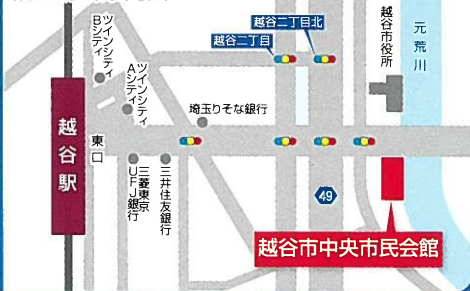 越谷二丁目北
越谷二丁目
越谷市役所
元荒川
ツインシティ
Bシティ
ツインシティ
Aシティ
埼玉りそな銀行
越谷駅
東口
三菱東京
UFJ銀行
三井住友銀行
49
越谷市中央市民会館